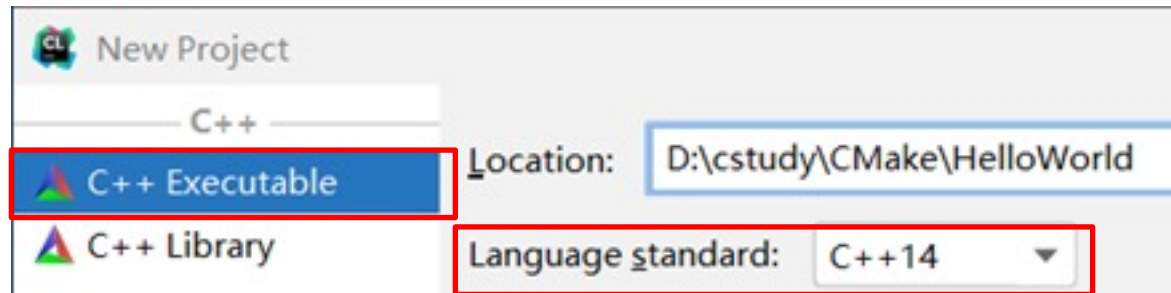 CL New Project
C++
C++ Executable
C++ Library
Location: D:\cstudy\CMake\HelloWorld
Language standard: C++14